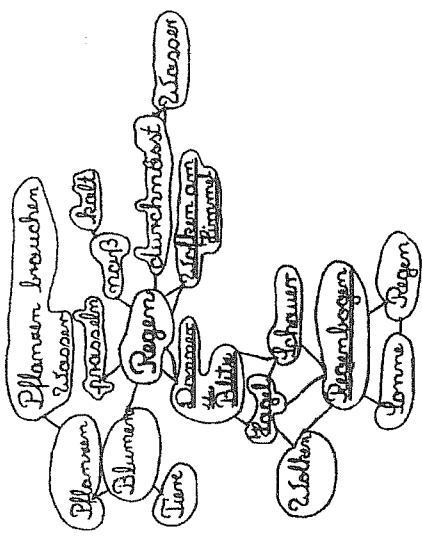 Pflanzen brauchen
Wasser
Pflanzen
Blumen
Tiere
prasseln
naß
kalt
Regen
durchnässt
Wasser
Wolken am
Himmel
Donner
&
Blitz
Hagel
Schauer
Wolken
Regenbogen
Sonne
Regen